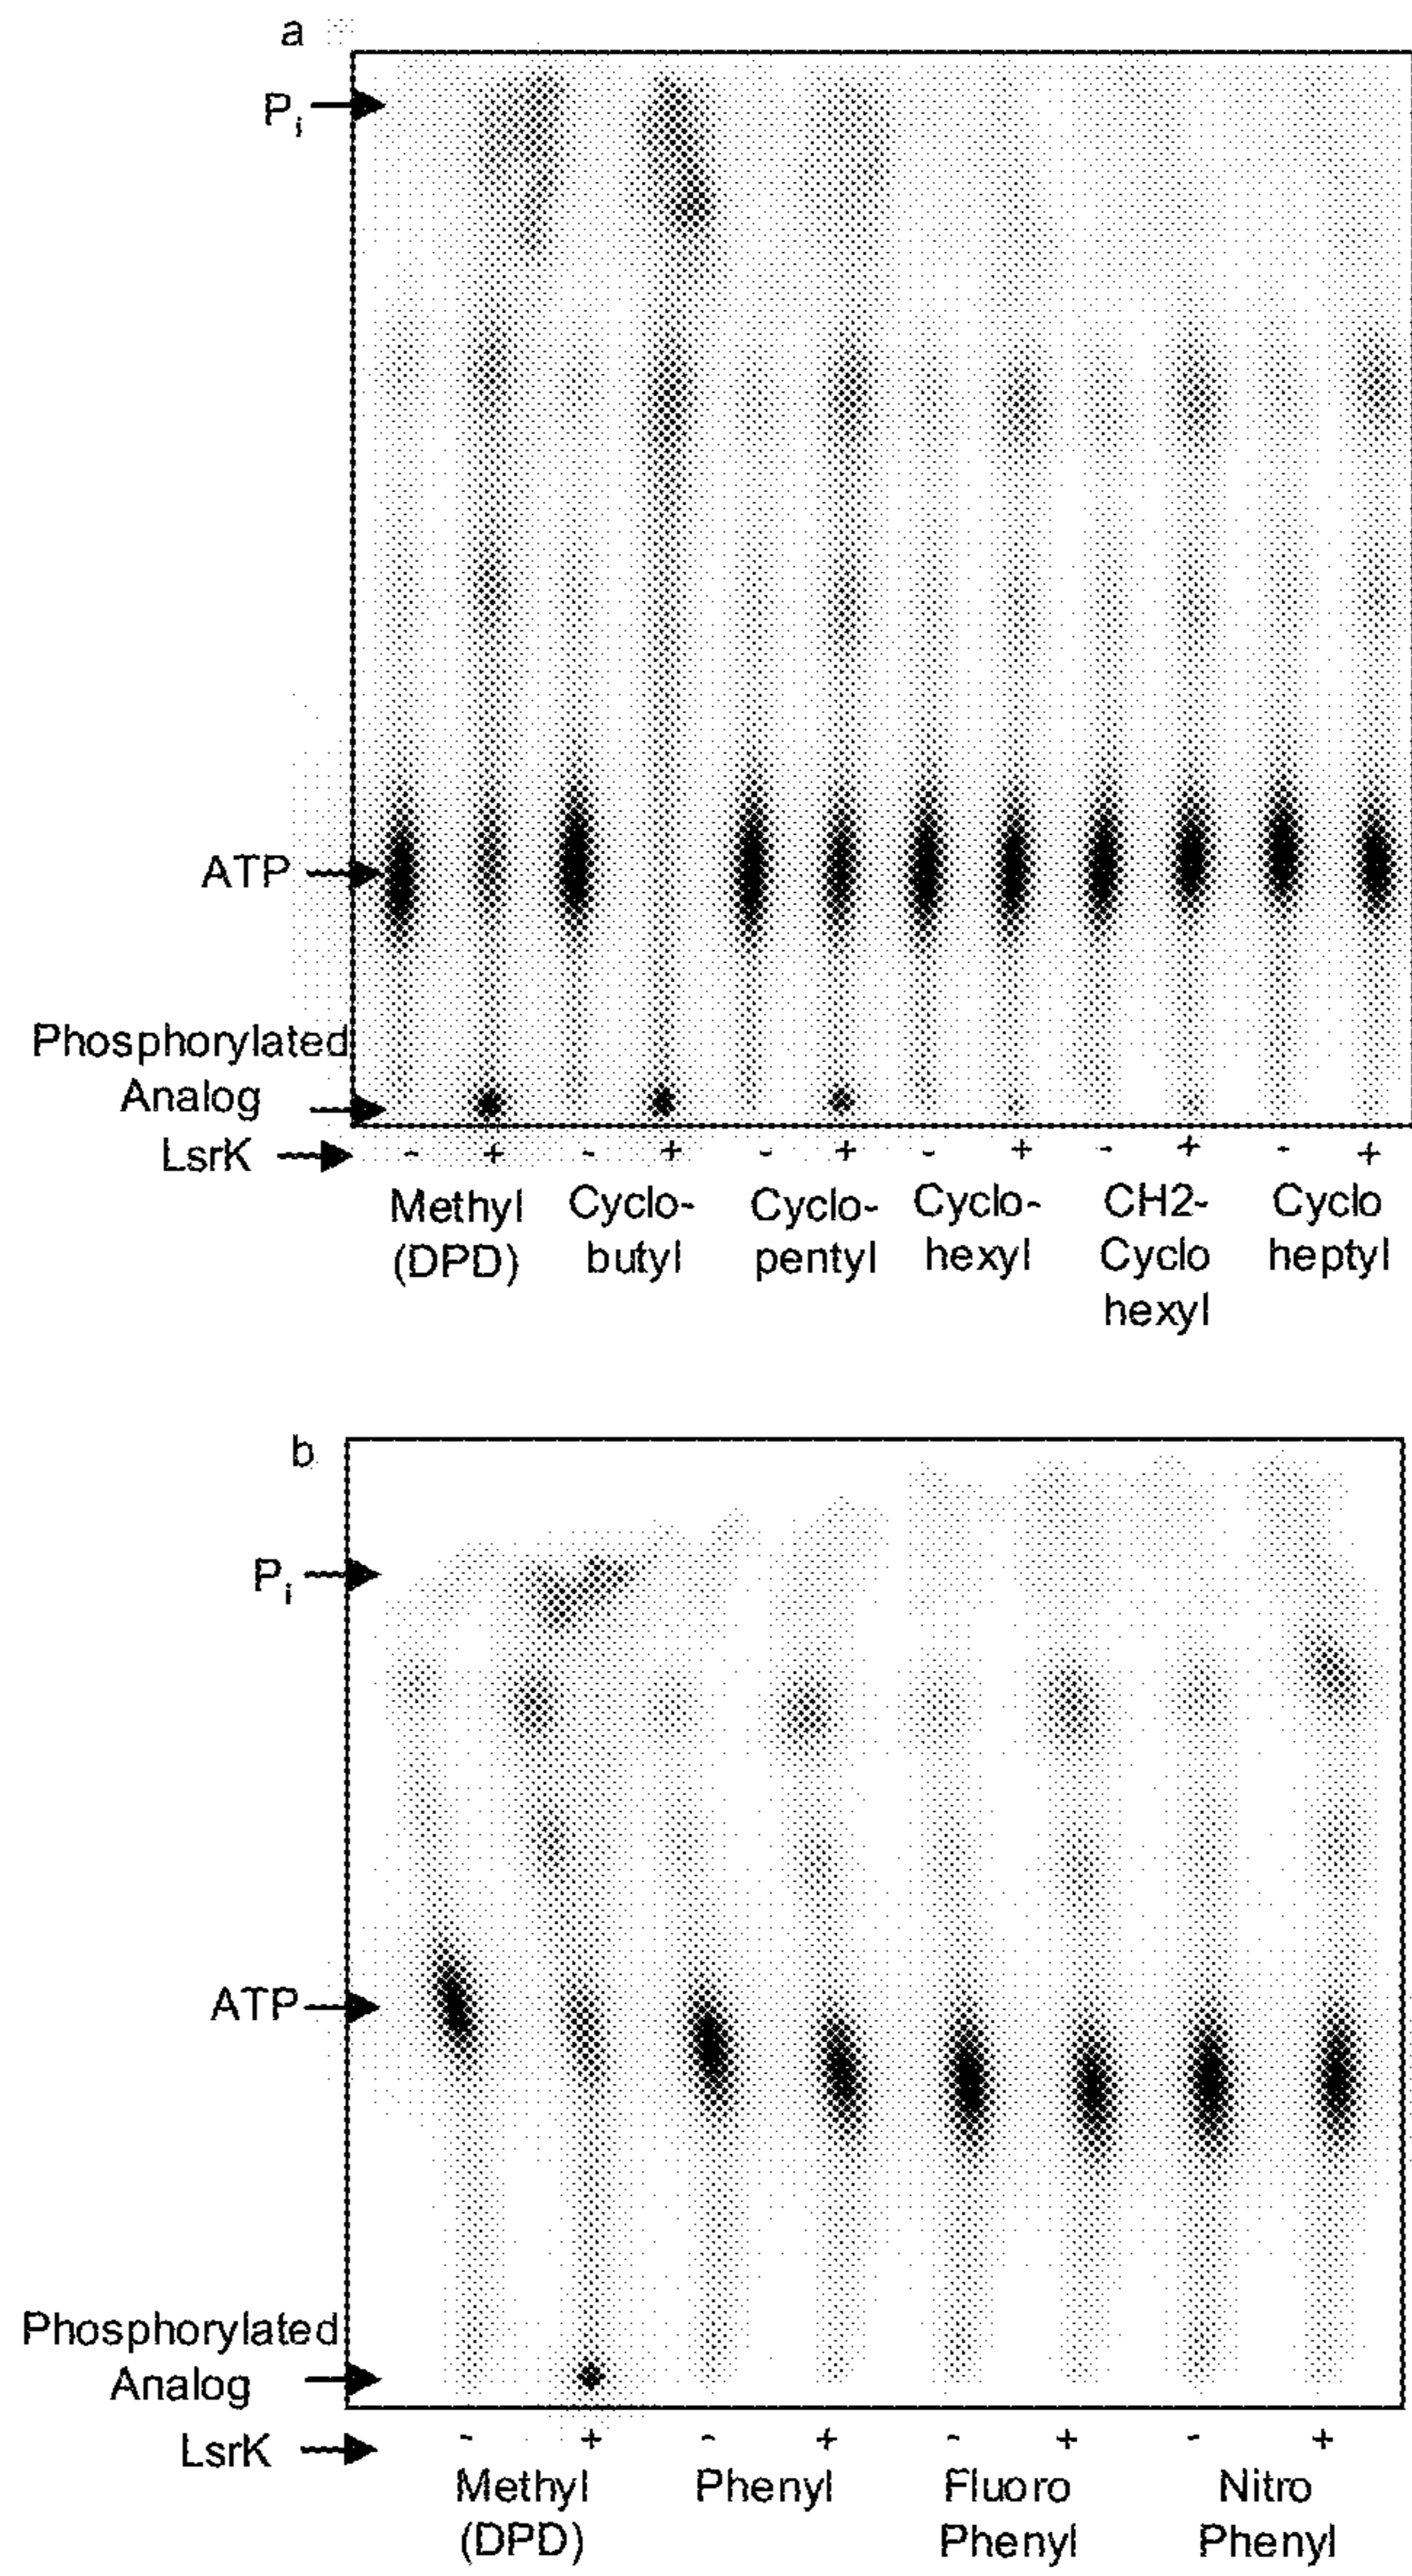 a
Pi
ATP
Phosphorylated
Analog
LsrK - + - + - + - + - + - +
Methyl Cyclo- Cyclo- Cyclo- CH2- Cyclo
(DPD) butyl pentyl hexyl Cyclo heptyl
hexyl
b
Pi
ATP
Phosphorylated
Analog
LsrK - + - + - + - +
Methyl Phenyl Fluoro Nitro
(DPD) Phenyl Phenyl